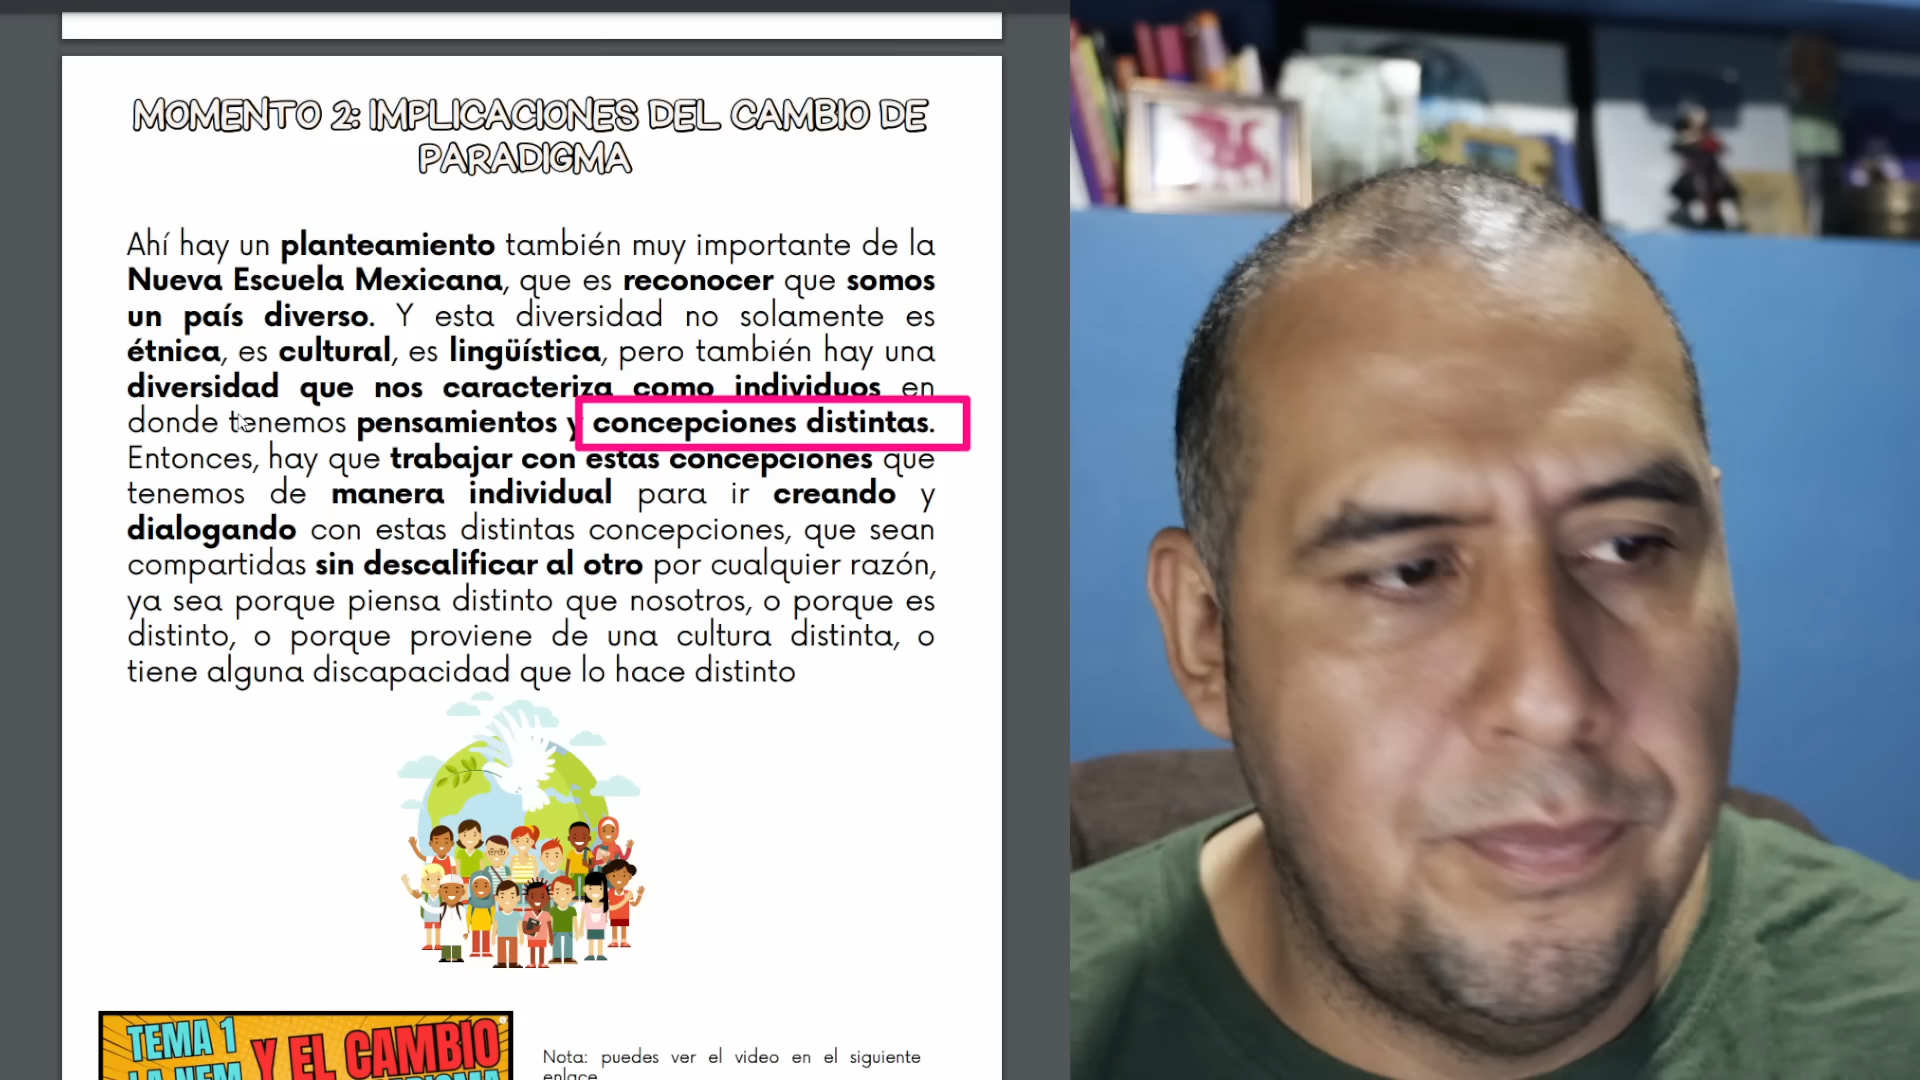 MOMENTO 2: IMPLICACIONES DEL CAMBIO DE
PARADIGMA
Ahí hay un planteamiento también muy importante de la
Nueva Escuela Mexicana, que es reconocer que somos
un país diverso. Y esta diversidad no solamente es
étnica, es cultural, es lingüística, pero también hay una
diversidad que nos caracteriza como individuos en
donde tenemos pensamientos y concepciones distintas.
Entonces, hay que trabajar con estas concepciones que
tenemos de manera individual para ir creando y
dialogando con estas distintas concepciones, que sean
compartidas sin descalificar al otro por cualquier razón,
ya sea porque piensa distinto que nosotros, o porque es
distinto, o porque proviene de una cultura distinta, o
tiene alguna discapacidad que lo hace distinto
TEMA 1
LA NEM
Y EL CAMBIO
Nota: puedes ver el video en el siguiente
enlace